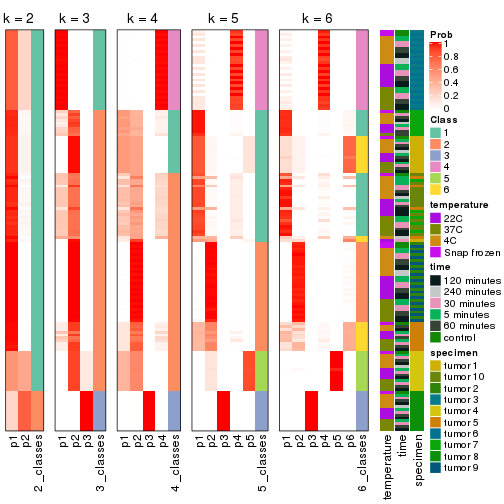 k = 2
k = 3
k = 4
k = 5
k = 6
Prob
1
0.8
0.6
0.4
0.2
0
Class
1
2
3
4
5
6
temperature
22C
37C
4C
Snap frozen
time
120 minutes
240 minutes
30 minutes
5 minutes
60 minutes
control
specimen
tumor 1
tumor 10
tumor 2
tumor 3
tumor 4
tumor 5
tumor 6
tumor 7
tumor 8
tumor 9
p1
p2
2_classes
p1
p2
p3
3_classes
p1
p2
p3
p4
4_classes
p1
p2
p3
p4
p5
5_classes
p1
p2
p3
p4
p5
p6
6_classes
temperature
time
specimen